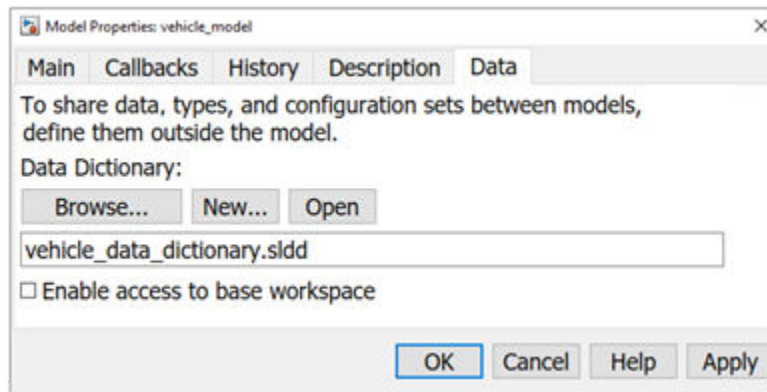 Model Properties: vehicle_model
Main Callbacks History Description Data
To share data, types, and configuration sets between models,
define them outside the model.
Data Dictionary:
Browse... New... Open
vehicle_data_dictionary.sldd
Enable access to base workspace
OK Cancel Help Apply